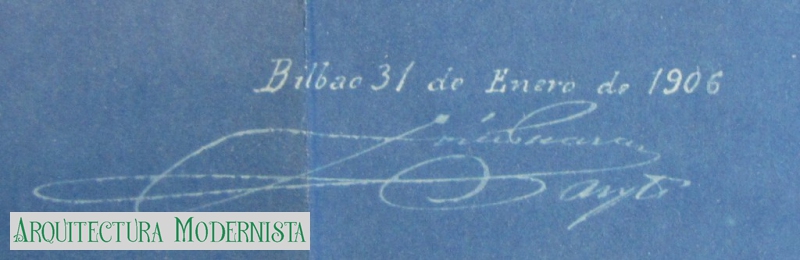 Bilbao 31 de Enero de 1906
ARQUITECTURA MODERNISTA